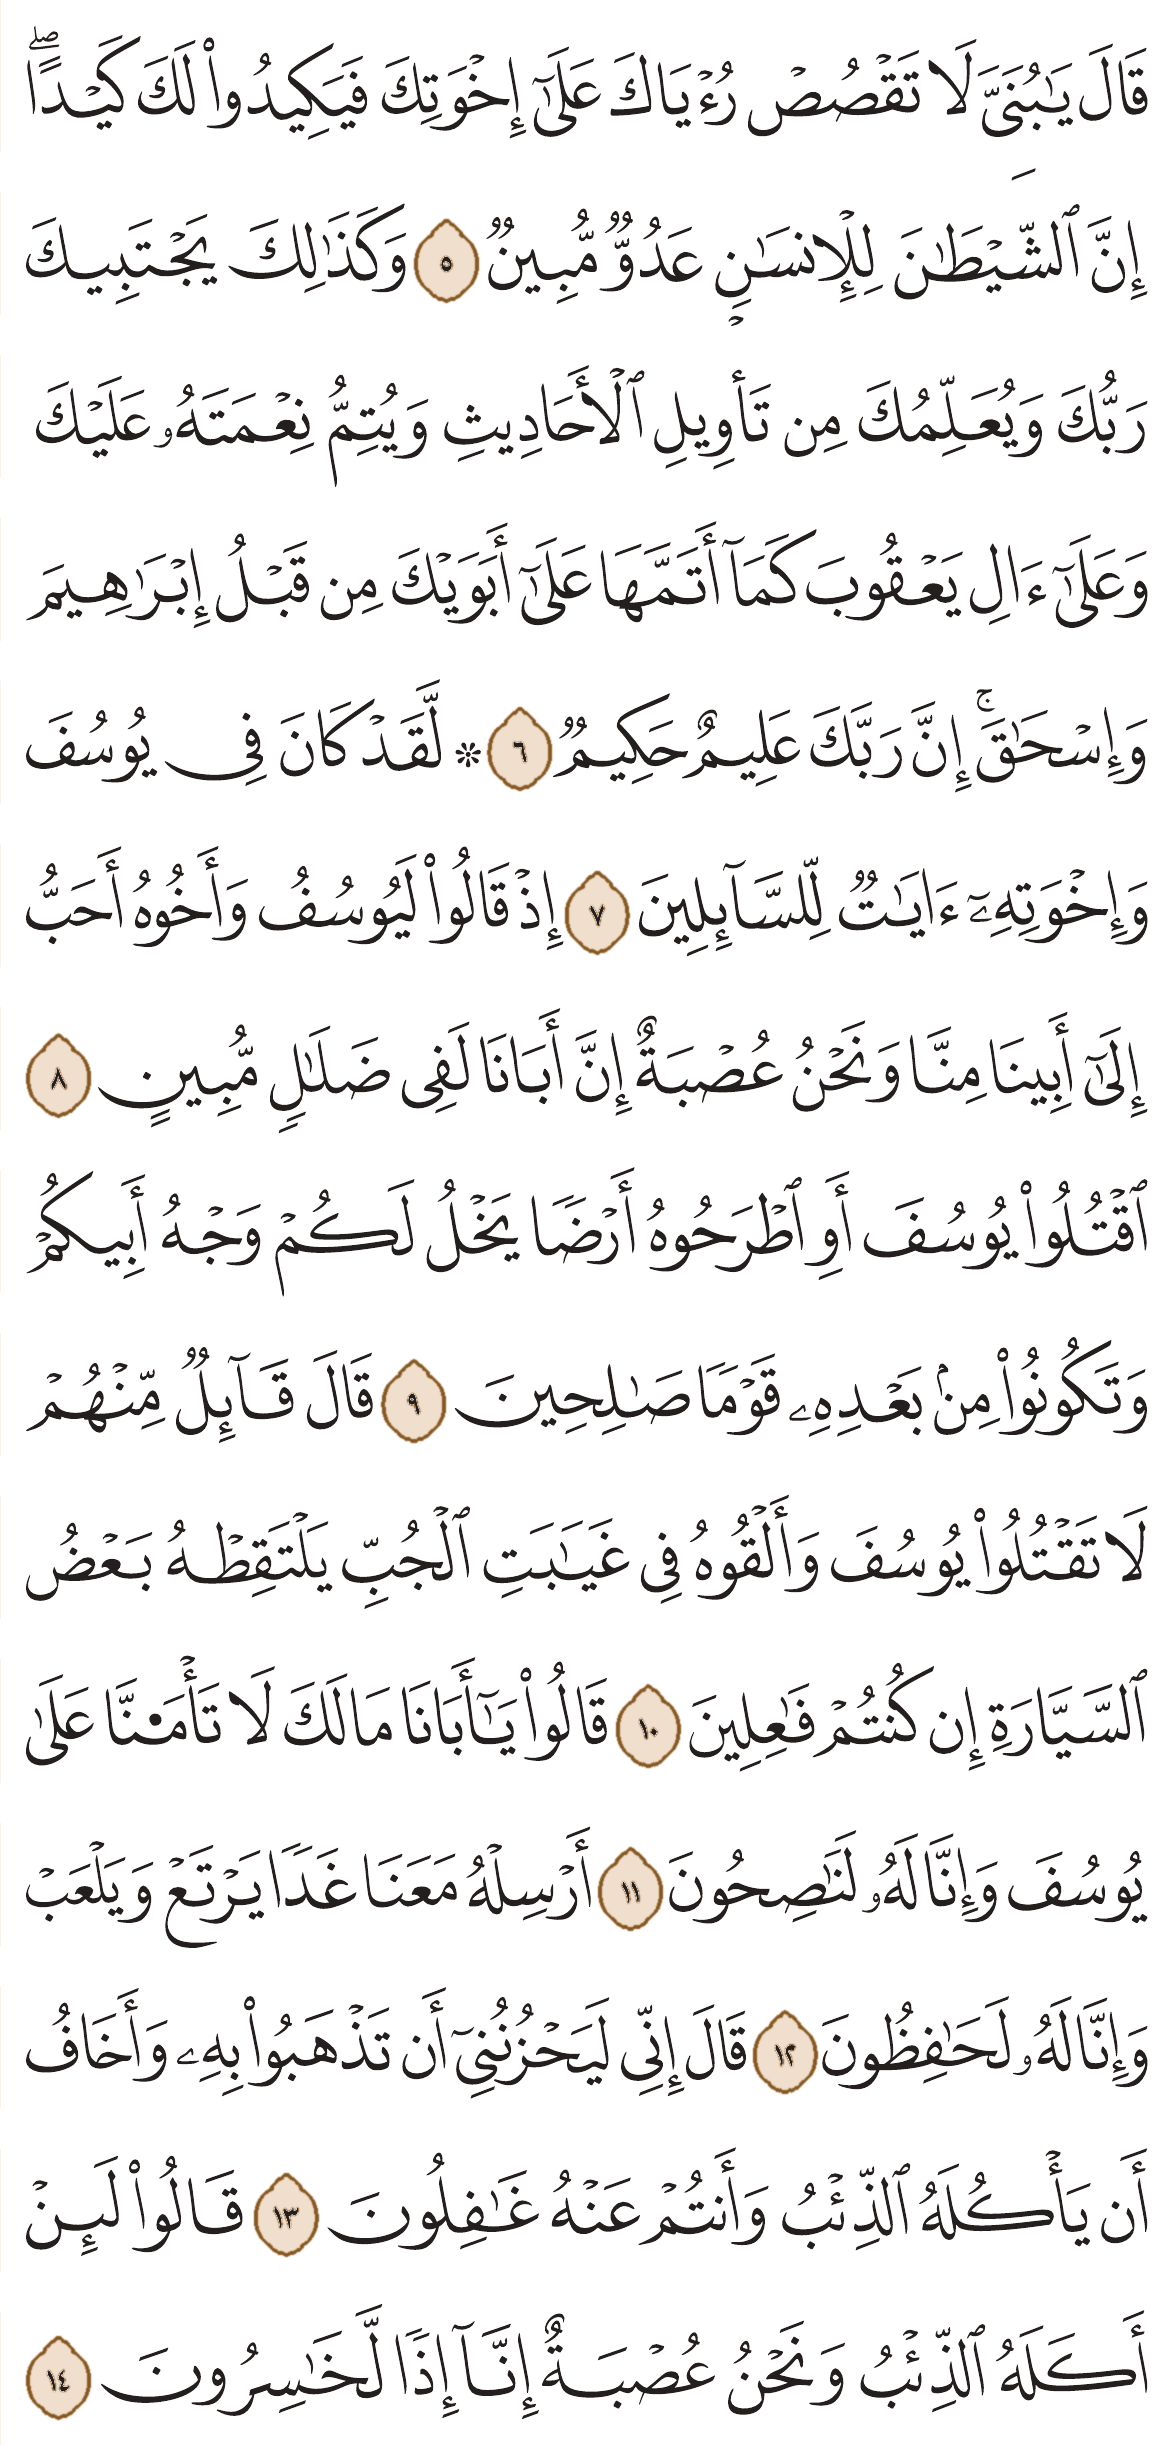 قَالَ يَٰبُنَيَّ لَا تَقۡصُصۡ رُءۡيَاكَ عَلَىٰٓ إِخۡوَتِكَ فَيَكِيدُواْ لَكَ كَيۡدًاۖ
إِنَّ ٱلشَّيۡطَٰنَ لِلۡإِنسَٰنِ عَدُوّٞ مُّبِينٞ ٥ وَكَذَٰلِكَ يَجۡتَبِيكَ
رَبُّكَ وَيُعَلِّمُكَ مِن تَأۡوِيلِ ٱلۡأَحَادِيثِ وَيُتِمُّ نِعۡمَتَهُۥ عَلَيۡكَ
وَعَلَىٰٓ ءَالِ يَعۡقُوبَ كَمَآ أَتَمَّهَا عَلَىٰٓ أَبَوَيۡكَ مِن قَبۡلُ إِبۡرَٰهِيمَ
وَإِسۡحَٰقَۚ إِنَّ رَبَّكَ عَلِيمٌ حَكِيمٞ ٦ ۞ لَّقَدۡ كَانَ فِي يُوسُفَ
وَإِخۡوَتِهِۦٓ ءَايَٰتٞ لِّلسَّآئِلِينَ ٧ إِذۡ قَالُواْ لَيُوسُفُ وَأَخُوهُ أَحَبُّ
إِلَىٰٓ أَبِينَا مِنَّا وَنَحۡنُ عُصۡبَةٌ إِنَّ أَبَانَا لَفِي ضَلَٰلٖ مُّبِينٍ ٨
ٱقۡتُلُواْ يُوسُفَ أَوِ ٱطۡرَحُوهُ أَرۡضٗا يَخۡلُ لَكُمۡ وَجۡهُ أَبِيكُمۡ
وَتَكُونُواْ مِنۢ بَعۡدِهِۦ قَوۡمٗا صَٰلِحِينَ ٩ قَالَ قَآئِلٞ مِّنۡهُمۡ
لَا تَقۡتُلُواْ يُوسُفَ وَأَلۡقُوهُ فِي غَيَٰبَتِ ٱلۡجُبِّ يَلۡتَقِطۡهُ بَعۡضُ
ٱلسَّيَّارَةِ إِن كُنتُمۡ فَٰعِلِينَ ١٠ قَالُواْ يَٰٓأَبَانَا مَا لَكَ لَا تَأۡمَ۬نَّا عَلَىٰ
يُوسُفَ وَإِنَّا لَهُۥ لَنَٰصِحُونَ ١١ أَرۡسِلۡهُ مَعَنَا غَدٗا يَرۡتَعۡ وَيَلۡعَبۡ
وَإِنَّا لَهُۥ لَحَٰفِظُونَ ١٢ قَالَ إِنِّي لَيَحۡزُنُنِيٓ أَن تَذۡهَبُواْ بِهِۦ وَأَخَافُ
أَن يَأۡكُلَهُ ٱلذِّئۡبُ وَأَنتُمۡ عَنۡهُ غَٰفِلُونَ ١٣ قَالُواْ لَئِنۡ
أَكَلَهُ ٱلذِّئۡبُ وَنَحۡنُ عُصۡبَةٌ إِنَّآ إِذٗا لَّخَٰسِرُونَ ١٤